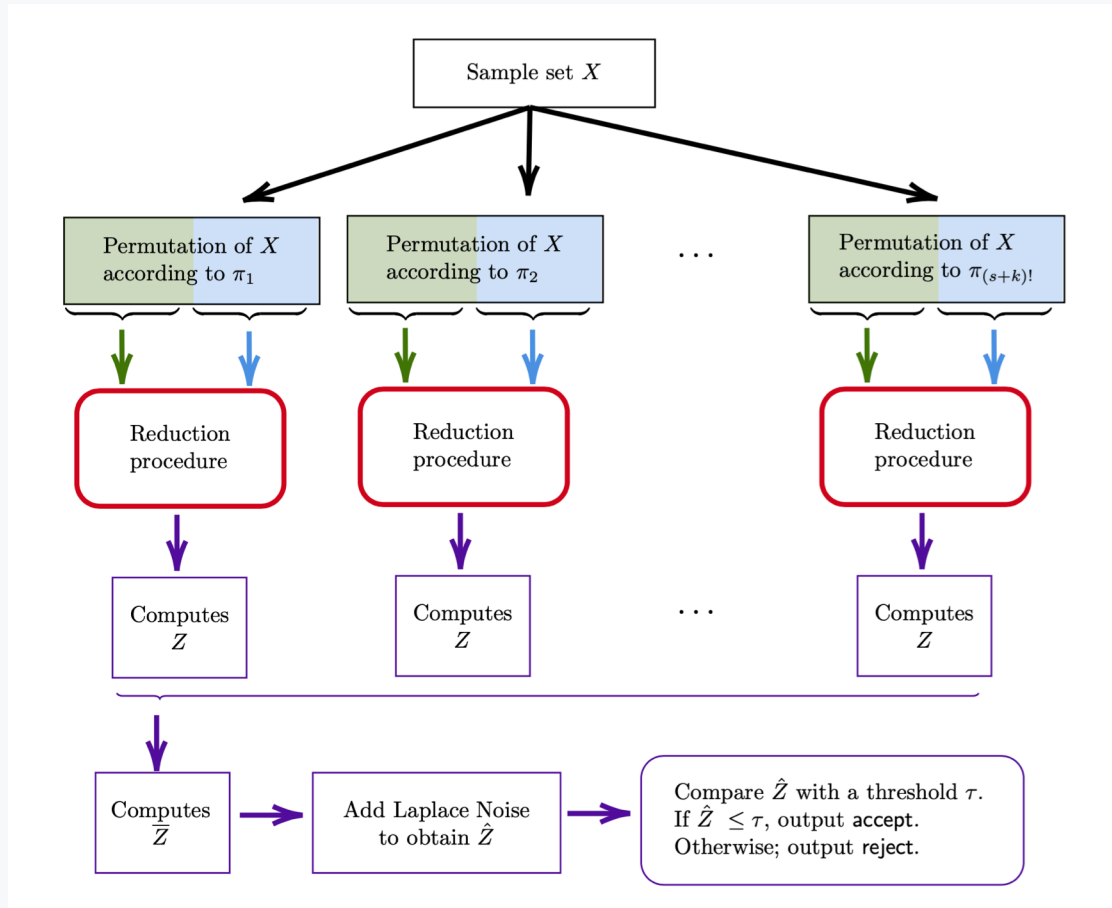 Sample set X
Permutation of X
according to π₁
Permutation of X
according to π₂
· · ·
Permutation of X
according to π₍ₛ₊ₖ₎!
Reduction
procedure
Reduction
procedure
Reduction
procedure
Computes
Z
Computes
Z
· · ·
Computes
Z
Computes
Z̅
Add Laplace Noise
to obtain Ẑ
Compare Ẑ with a threshold τ.
If Ẑ ≤ τ, output accept.
Otherwise; output reject.